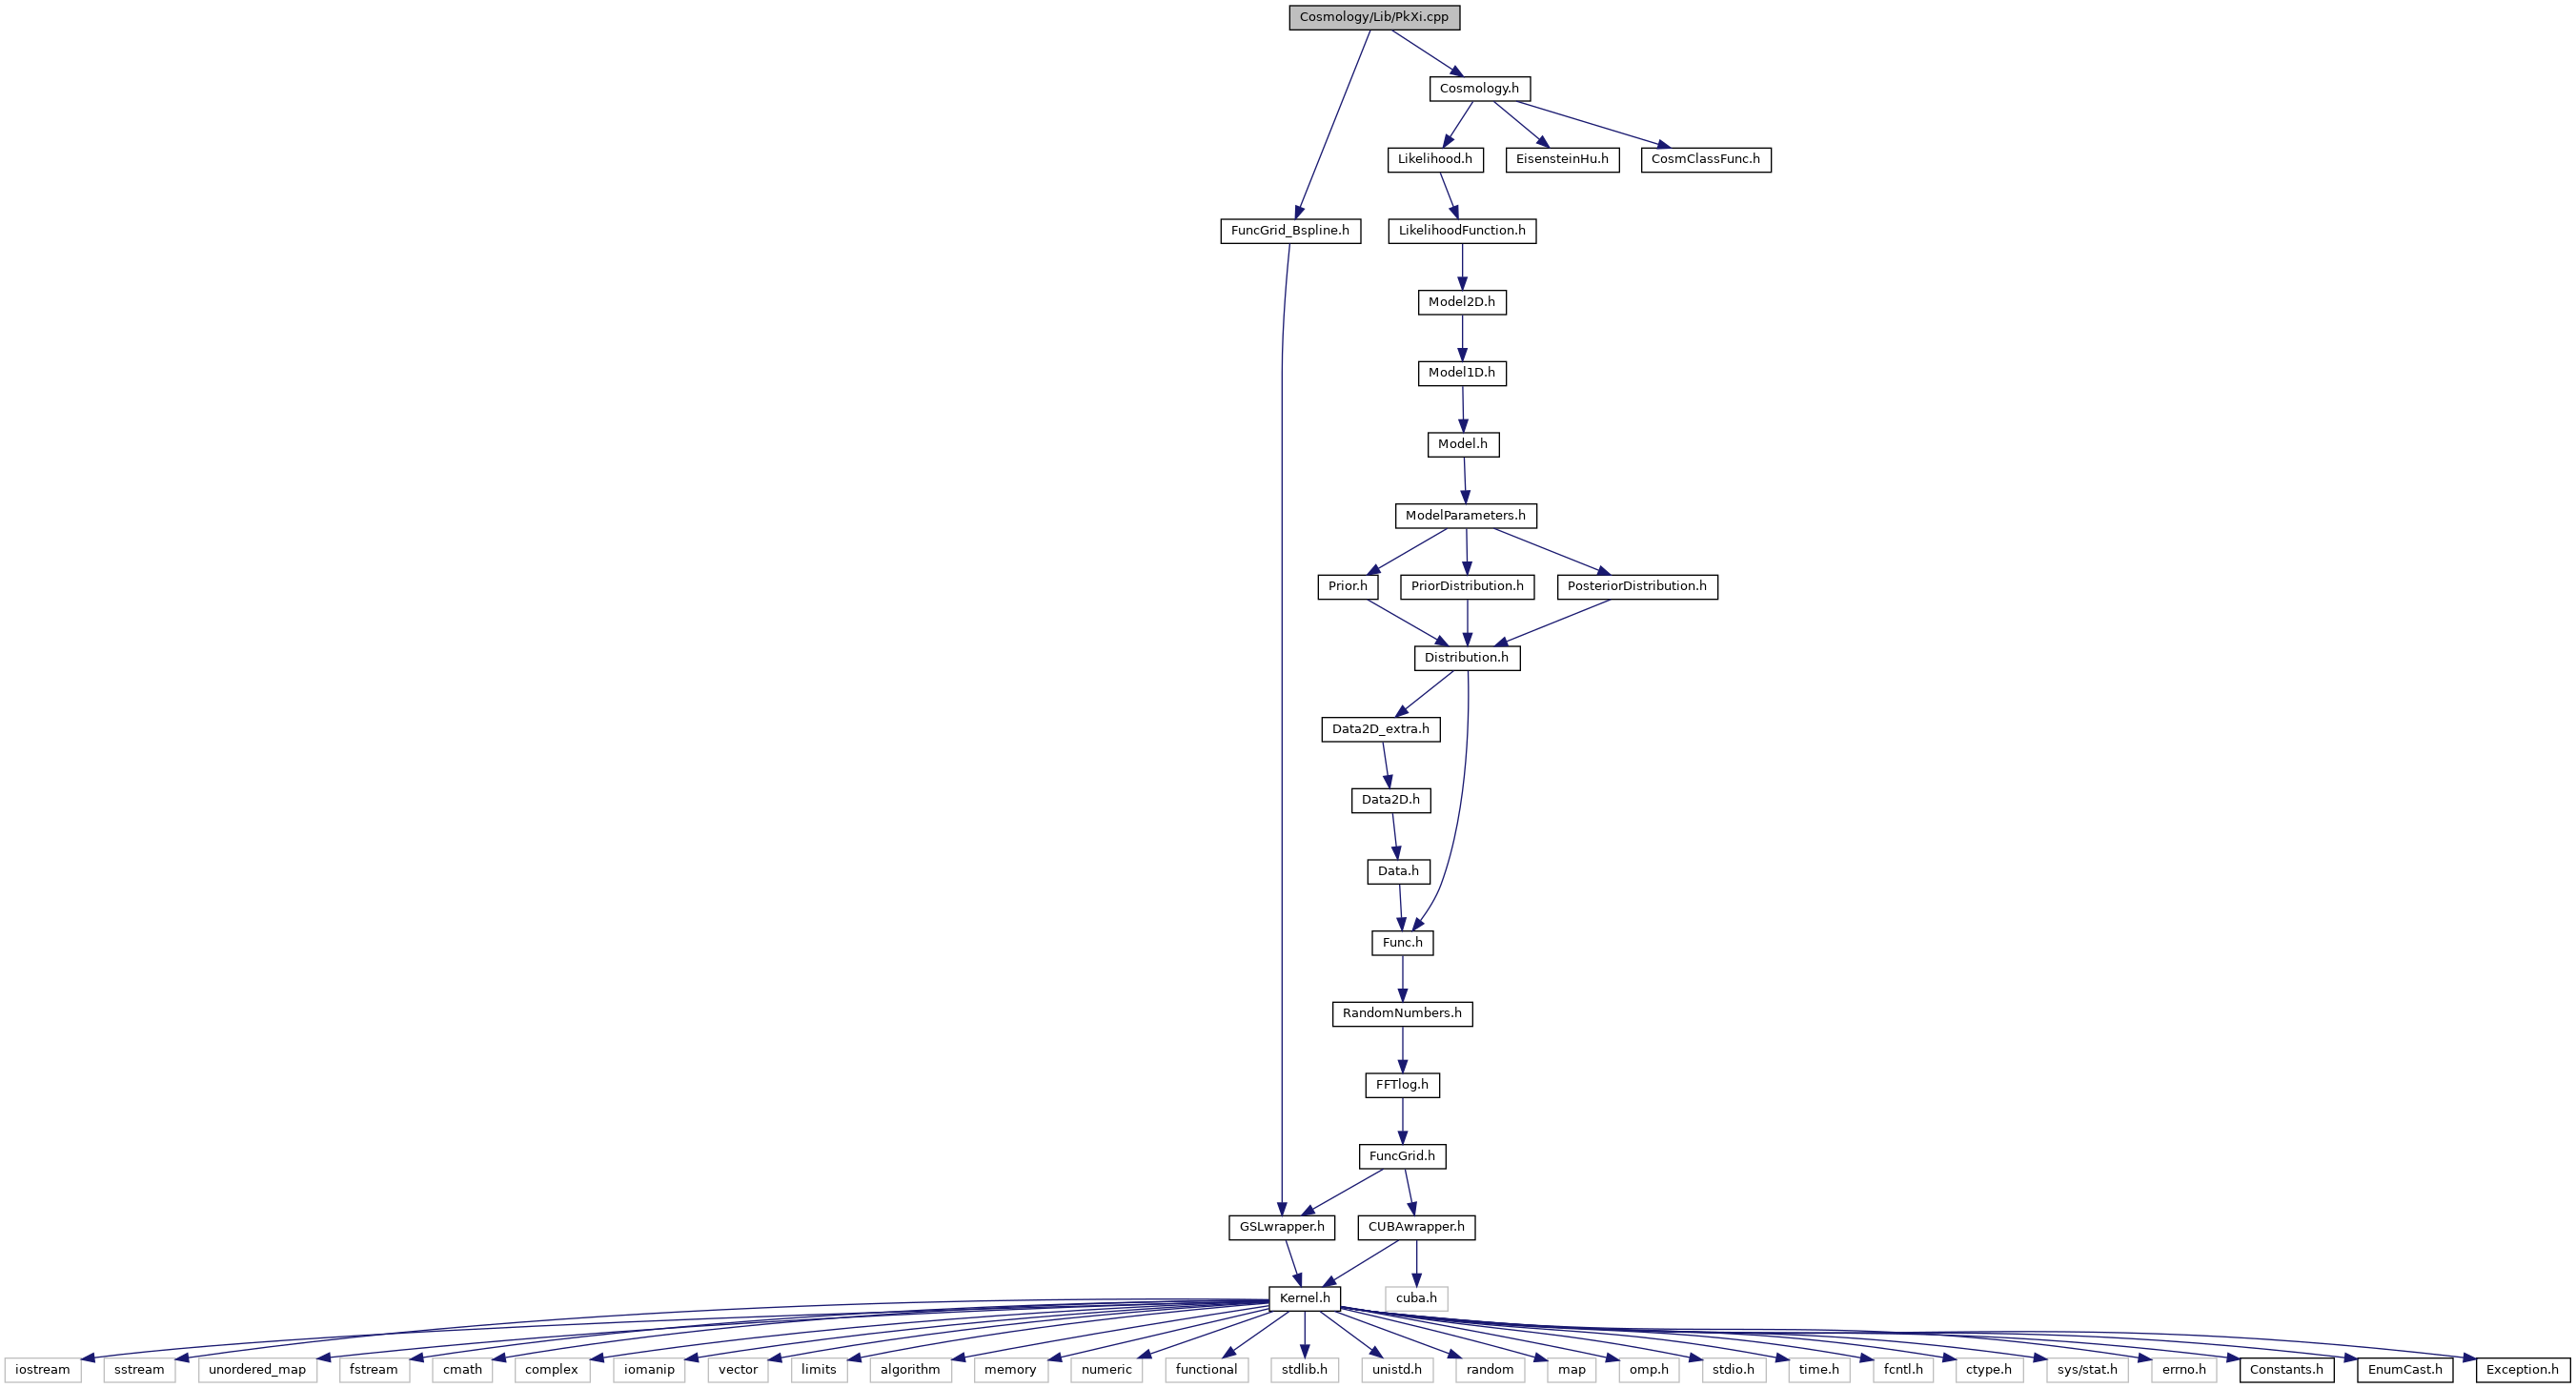 Cosmology/Lib/PkXi.cpp
Cosmology.h
Likelihood.h
EisensteinHu.h
CosmClassFunc.h
FuncGrid_Bspline.h
LikelihoodFunction.h
Model2D.h
Model1D.h
Model.h
ModelParameters.h
Prior.h
PriorDistribution.h
PosteriorDistribution.h
Distribution.h
Data2D_extra.h
Data2D.h
Data.h
Func.h
RandomNumbers.h
FFTlog.h
FuncGrid.h
GSLwrapper.h
CUBAwrapper.h
Kernel.h
cuba.h
iostream
sstream
unordered_map
fstream
cmath
complex
iomanip
vector
limits
algorithm
memory
numeric
functional
stdlib.h
unistd.h
random
map
omp.h
stdio.h
time.h
fcntl.h
ctype.h
sys/stat.h
errno.h
Constants.h
EnumCast.h
Exception.h